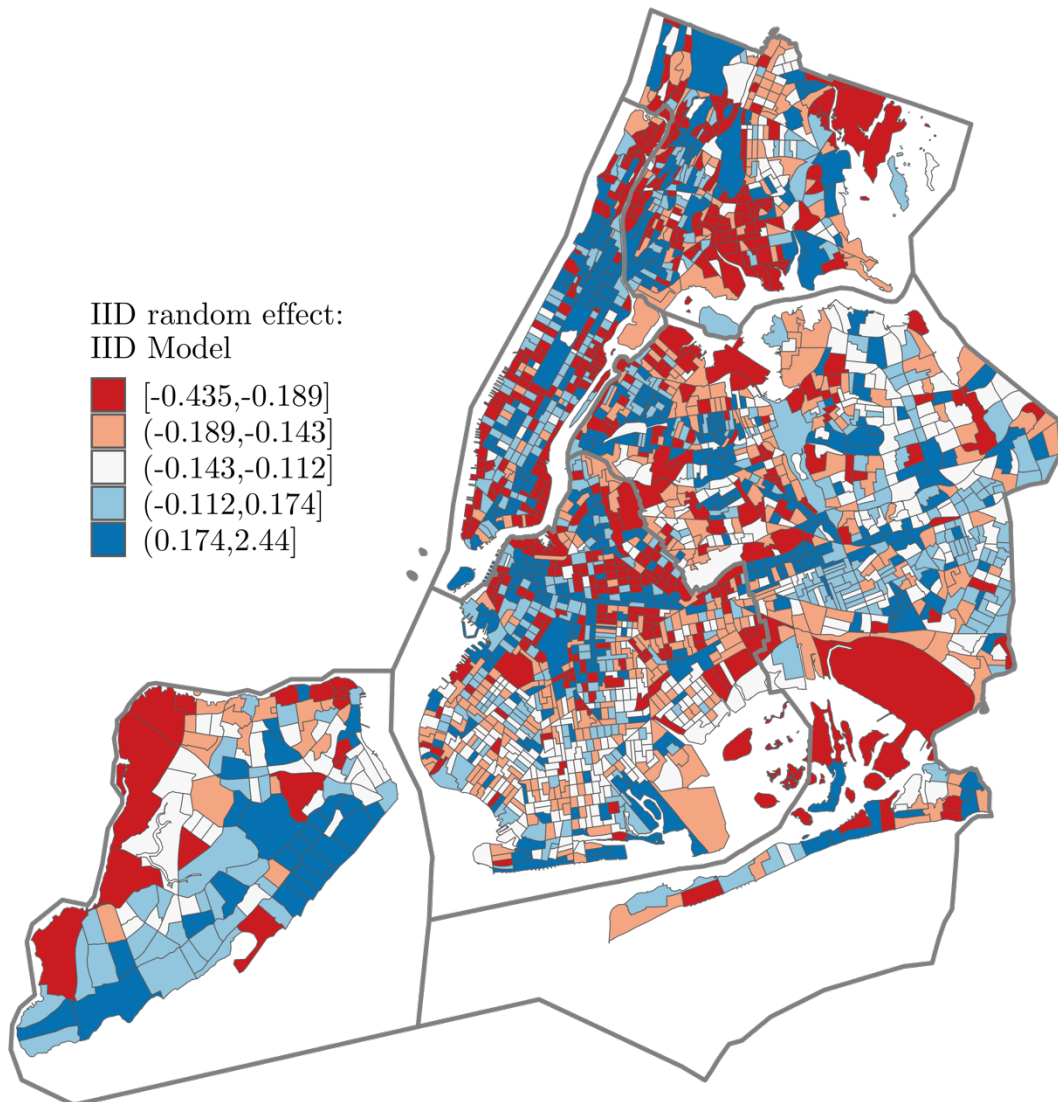 IID random effect:
IID Model
[-0.435,-0.189]
(-0.189,-0.143]
(-0.143,-0.112]
(-0.112,0.174]
(0.174,2.44]